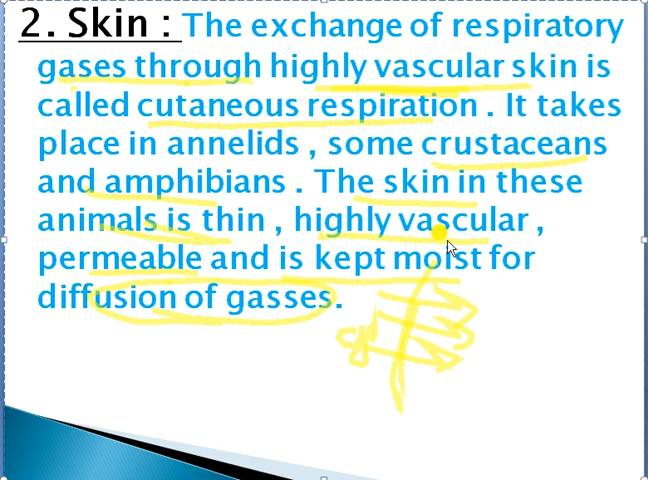 2. Skin : The exchange of respiratory
gases through highly vascular skin is
called cutaneous respiration . It takes
place in annelids , some crustaceans
and amphibians . The skin in these
animals is thin , highly vascular ,
permeable and is kept moist for
diffusion of gasses.